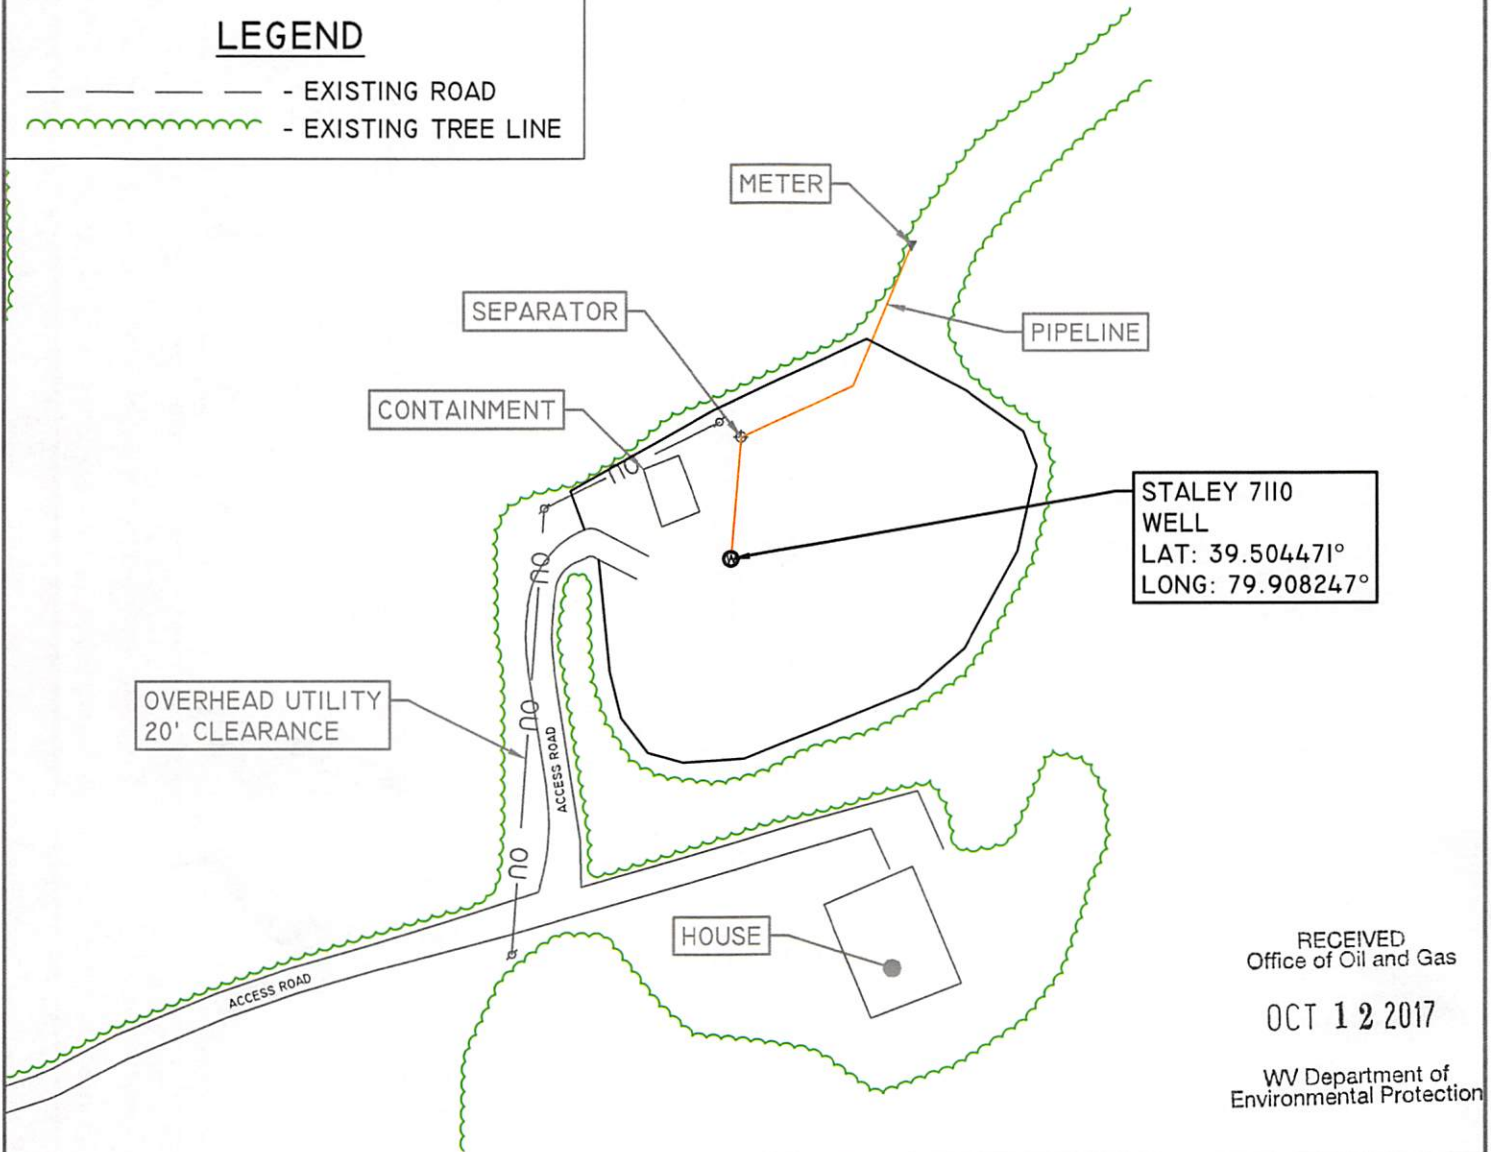 LEGEND
- EXISTING ROAD
- EXISTING TREE LINE
METER
SEPARATOR
PIPELINE
CONTAINMENT
OU
STALEY 7110
WELL
LAT: 39.504471°
LONG: 79.908247°
W
OU
OVERHEAD UTILITY
20' CLEARANCE
OU
ACCESS ROAD
OU
HOUSE
ACCESS ROAD
RECEIVED
Office of Oil and Gas
OCT 12 2017
WV Department of
Environmental Protection